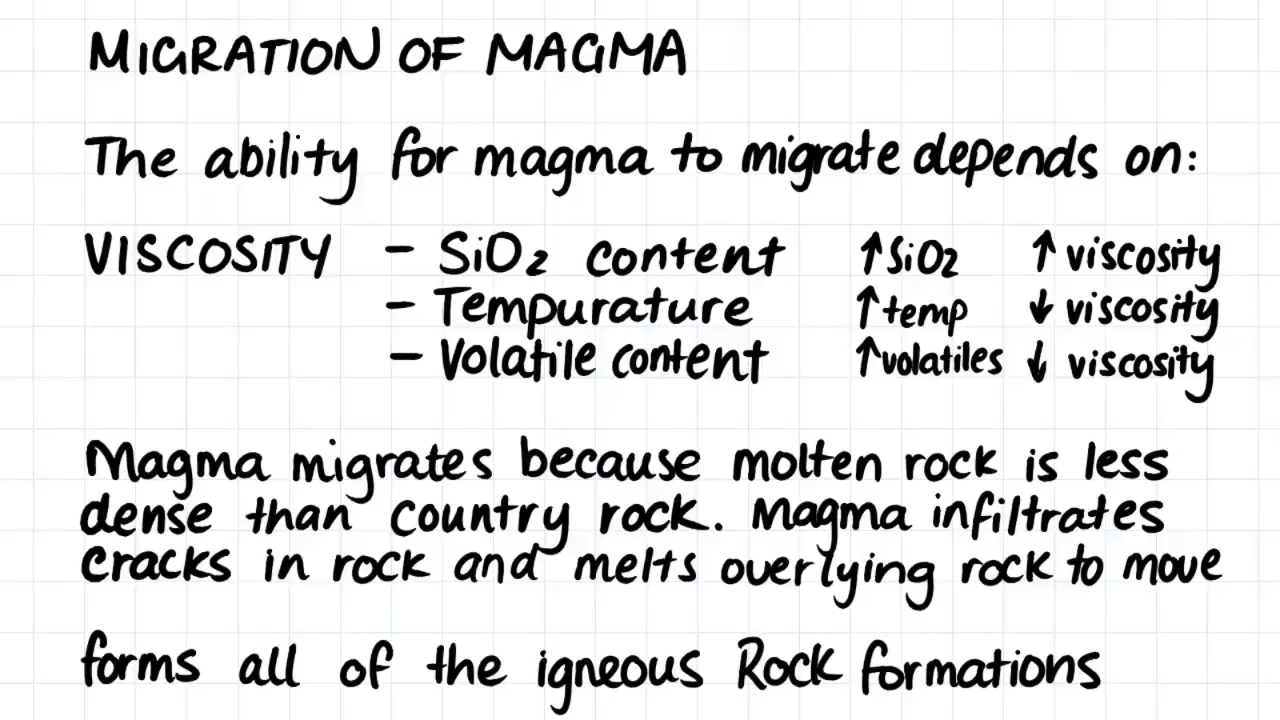 MIGRATION OF MAGMA
The ability for magma to migrate depends on:
VISCOSITY - SiO2 content ↑SiO2 ↑ viscosity
- Tempurature ↑temp ↓ viscosity
- Volatile content ↑volatiles ↓ viscosity
Magma migrates because molten rock is less
dense than country rock. Magma infiltrates
cracks in rock and melts overlying rock to move
forms all of the igneous Rock formations